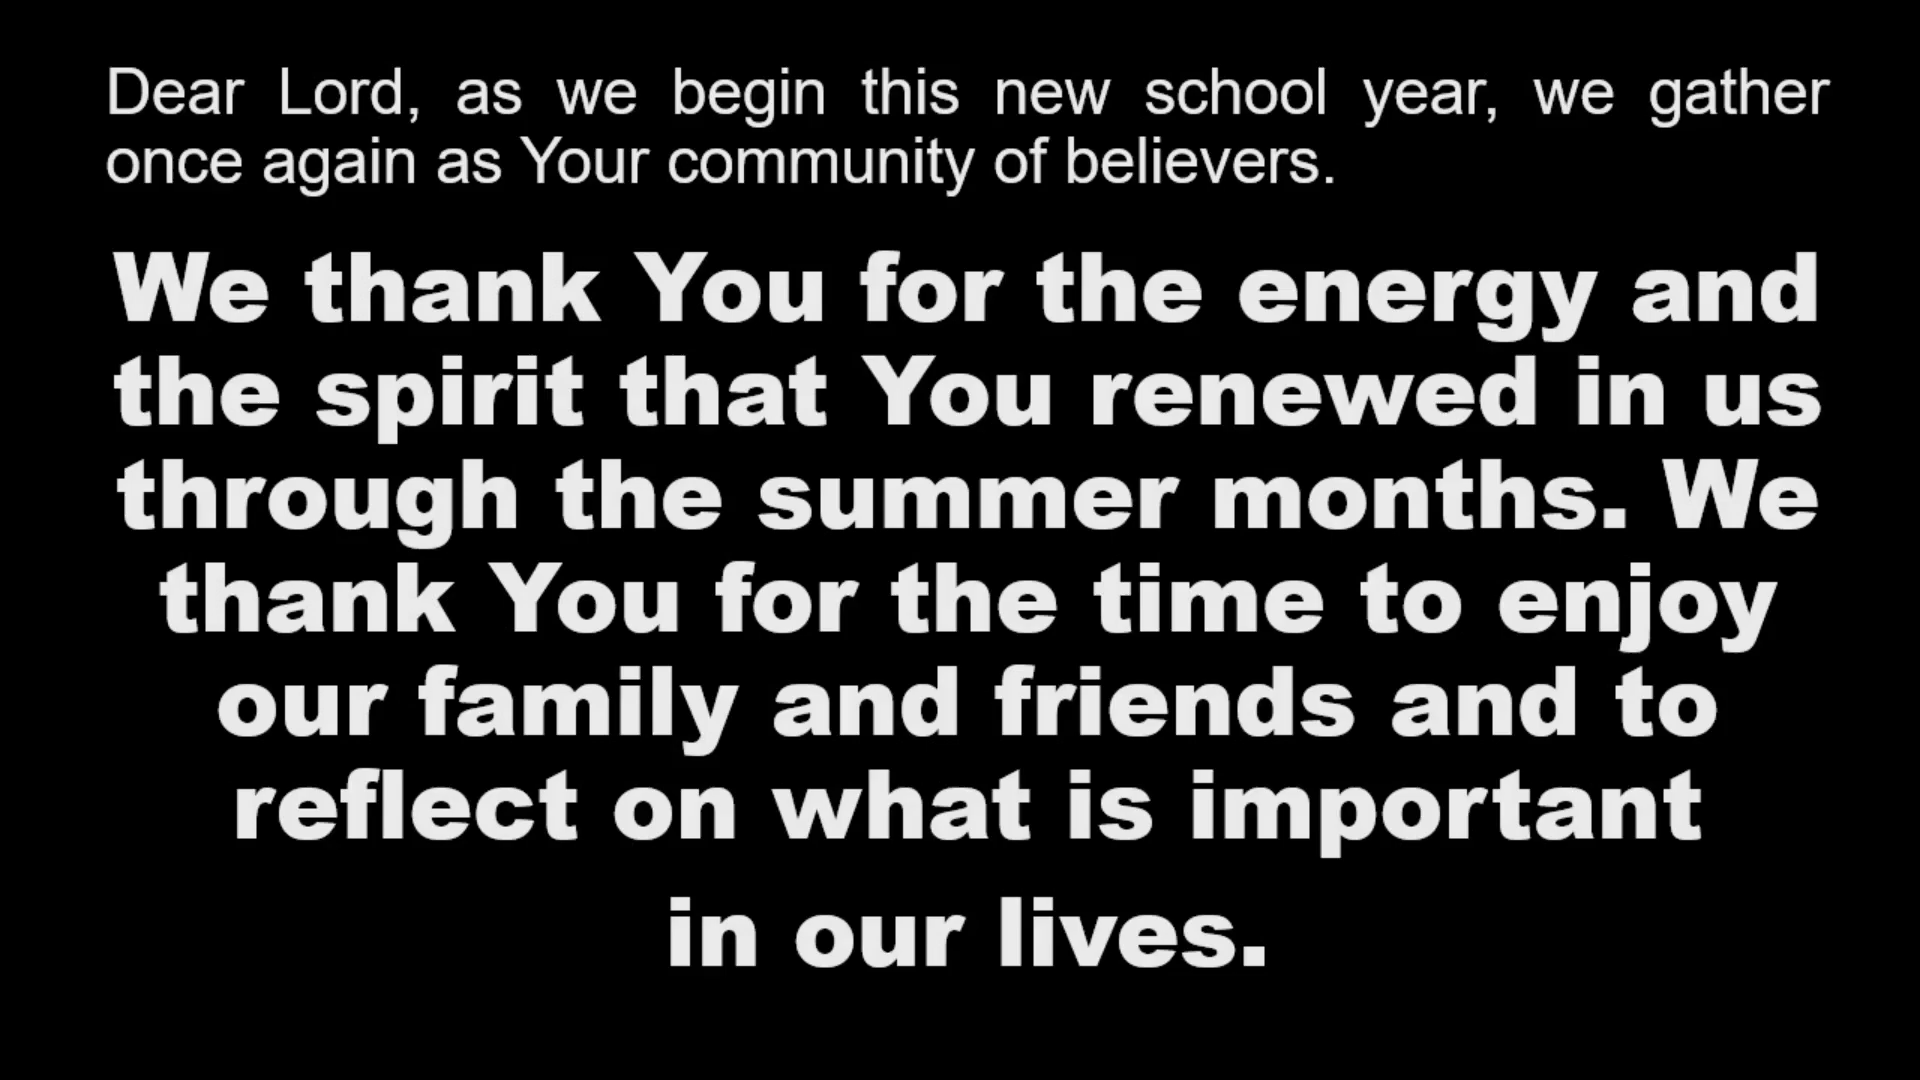 Dear Lord, as we begin this new school year, we gather
once again as Your community of believers.
We thank You for the energy and
the spirit that You renewed in us
through the summer months. We
thank You for the time to enjoy
our family and friends and to
reflect on what is important
in our lives.